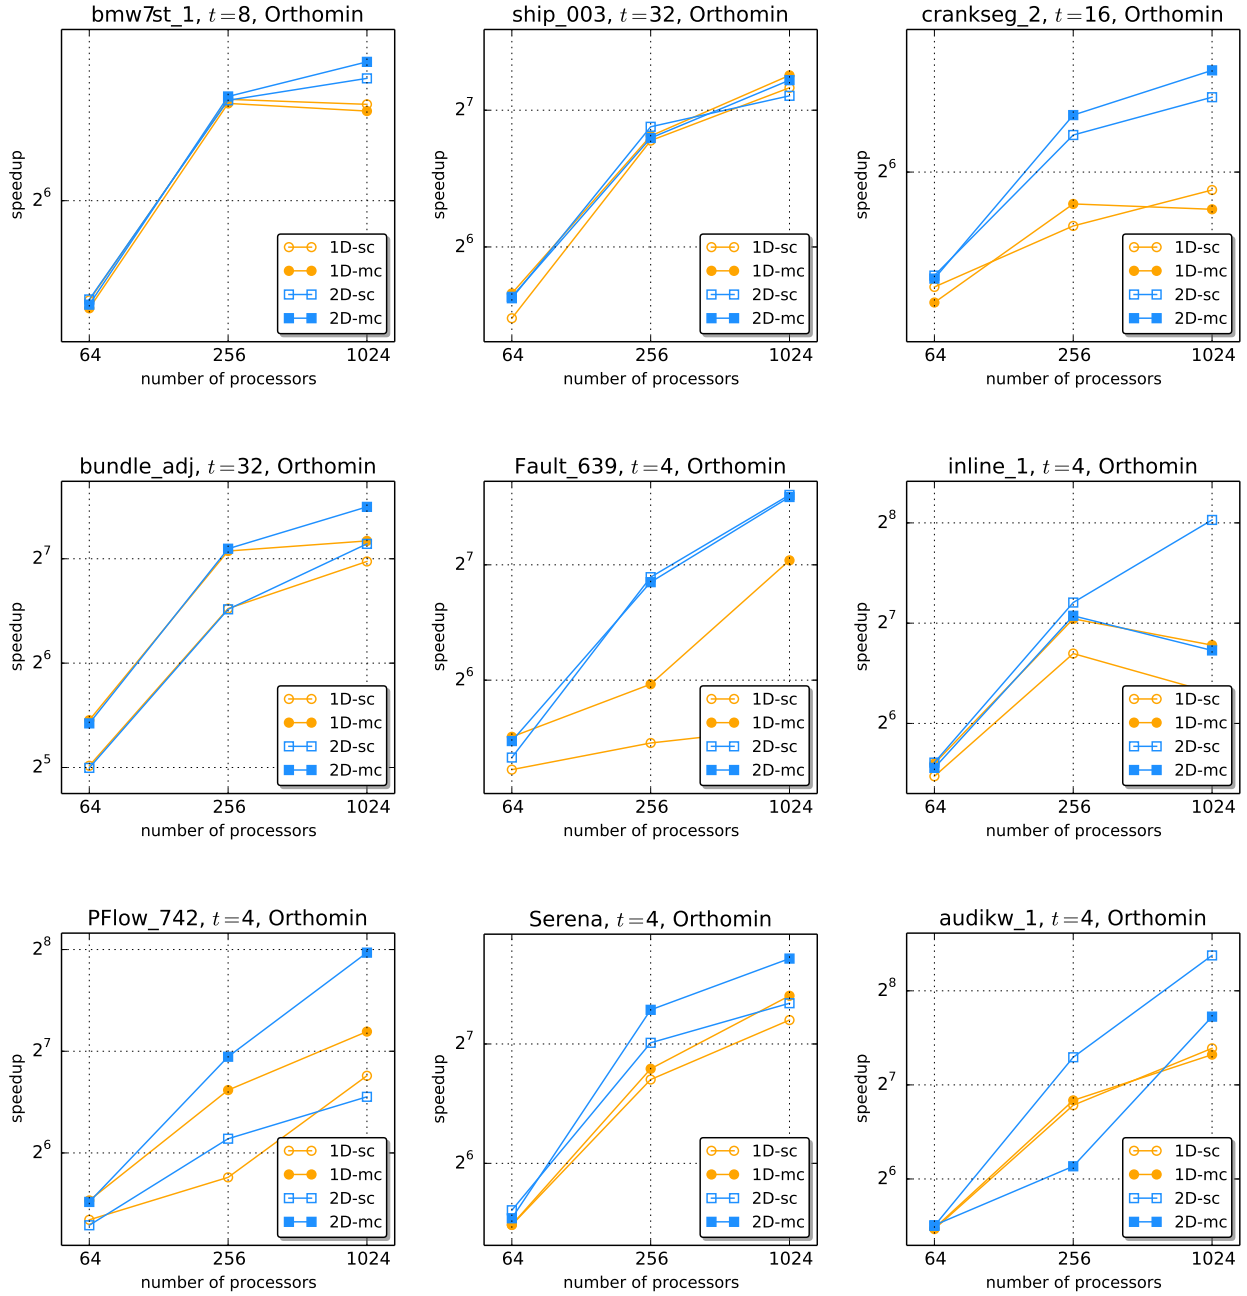 bmw7st_1, t=8, Orthomin
speedup
2^6
1D-sc
1D-mc
2D-sc
2D-mc
64 256 1024
number of processors
ship_003, t=32, Orthomin
speedup
2^7
2^6
1D-sc
1D-mc
2D-sc
2D-mc
64 256 1024
number of processors
crankseg_2, t=16, Orthomin
speedup
2^6
1D-sc
1D-mc
2D-sc
2D-mc
64 256 1024
number of processors
bundle_adj, t=32, Orthomin
speedup
2^7
2^6
2^5
1D-sc
1D-mc
2D-sc
2D-mc
64 256 1024
number of processors
Fault_639, t=4, Orthomin
speedup
2^7
2^6
1D-sc
1D-mc
2D-sc
2D-mc
64 256 1024
number of processors
inline_1, t=4, Orthomin
speedup
2^8
2^7
2^6
1D-sc
1D-mc
2D-sc
2D-mc
64 256 1024
number of processors
PFlow_742, t=4, Orthomin
speedup
2^8
2^7
2^6
1D-sc
1D-mc
2D-sc
2D-mc
64 256 1024
number of processors
Serena, t=4, Orthomin
speedup
2^7
2^6
1D-sc
1D-mc
2D-sc
2D-mc
64 256 1024
number of processors
audikw_1, t=4, Orthomin
speedup
2^8
2^7
2^6
1D-sc
1D-mc
2D-sc
2D-mc
64 256 1024
number of processors